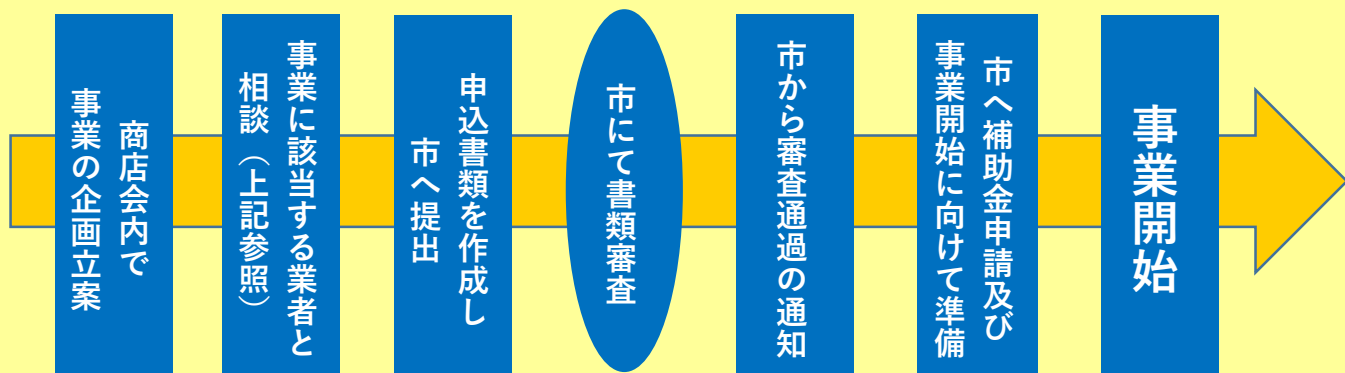 商店会内で
事業の企画立案
事業に該当する業者と
相談（上記参照）
申込書類を作成し
市へ提出
市にて書類審査
市から審査通過の通知
市へ補助金申請及び
事業開始に向けて準備
事業開始